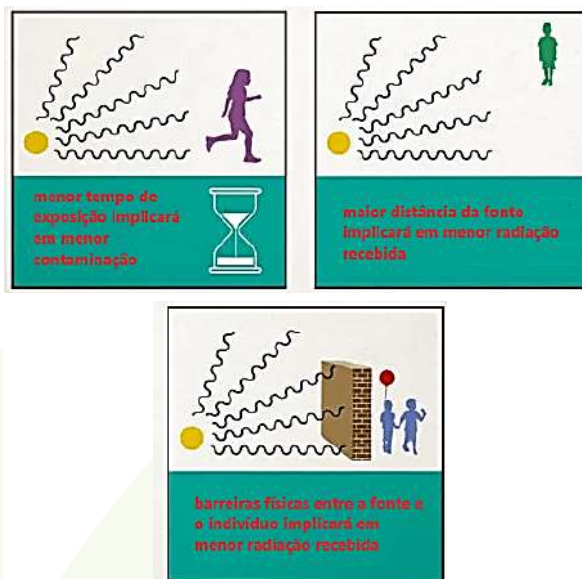 menor tempo de
exposição implicará
em menor
contaminação
maior distância da fonte
implicará em menor radiação
recebida
barreiras físicas entre a fonte e
o indivíduo implicará em
menor radiação recebida